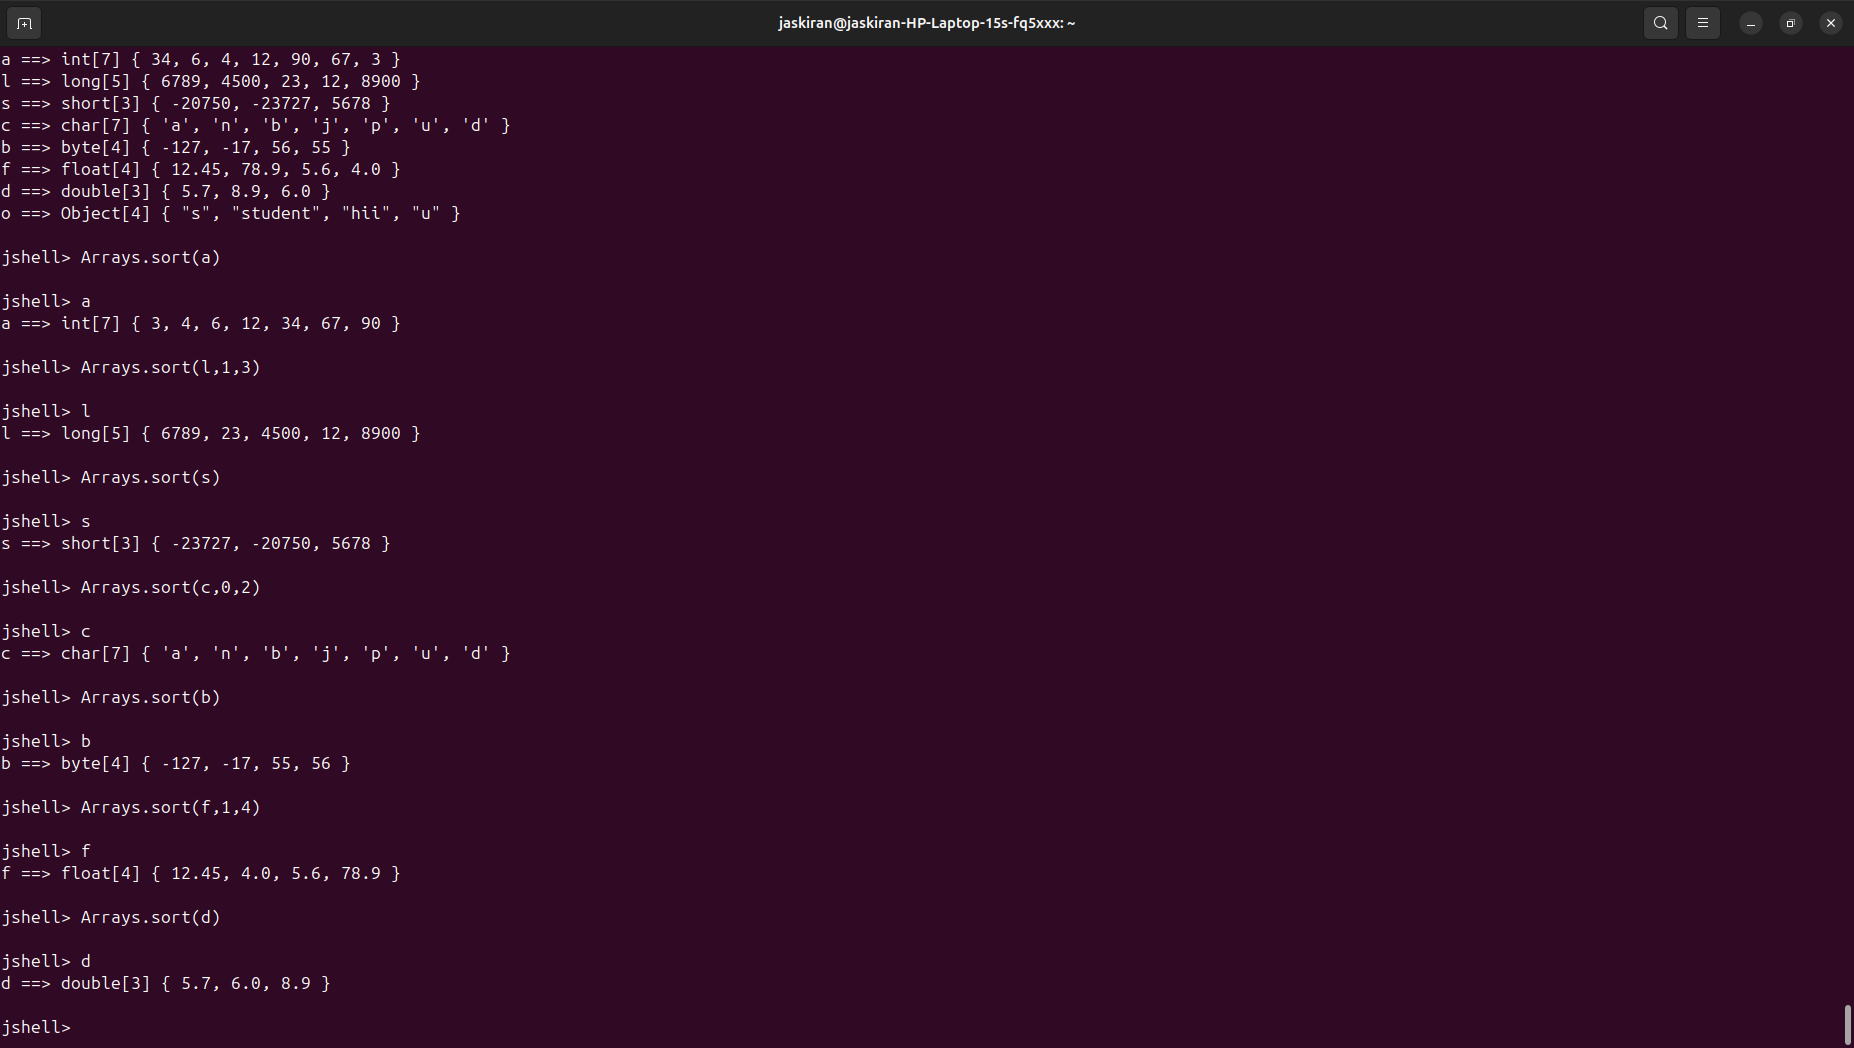 jaskiran@jaskiran-HP-Laptop-15s-fq5xxx: ~
a ==> int[7] { 34, 6, 4, 12, 90, 67, 3 }
l ==> long[5] { 6789, 4500, 23, 12, 8900 }
s ==> short[3] { -20750, -23727, 5678 }
c ==> char[7] { 'a', 'n', 'b', 'j', 'p', 'u', 'd' }
b ==> byte[4] { -127, -17, 56, 55 }
f ==> float[4] { 12.45, 78.9, 5.6, 4.0 }
d ==> double[3] { 5.7, 8.9, 6.0 }
o ==> Object[4] { "s", "student", "hii", "u" }
jshell> Arrays.sort(a)
jshell> a
a ==> int[7] { 3, 4, 6, 12, 34, 67, 90 }
jshell> Arrays.sort(l,1,3)
jshell> l
l ==> long[5] { 6789, 23, 4500, 12, 8900 }
jshell> Arrays.sort(s)
jshell> s
s ==> short[3] { -23727, -20750, 5678 }
jshell> Arrays.sort(c,0,2)
jshell> c
c ==> char[7] { 'a', 'n', 'b', 'j', 'p', 'u', 'd' }
jshell> Arrays.sort(b)
jshell> b
b ==> byte[4] { -127, -17, 55, 56 }
jshell> Arrays.sort(f,1,4)
jshell> f
f ==> float[4] { 12.45, 4.0, 5.6, 78.9 }
jshell> Arrays.sort(d)
jshell> d
d ==> double[3] { 5.7, 6.0, 8.9 }
jshell>